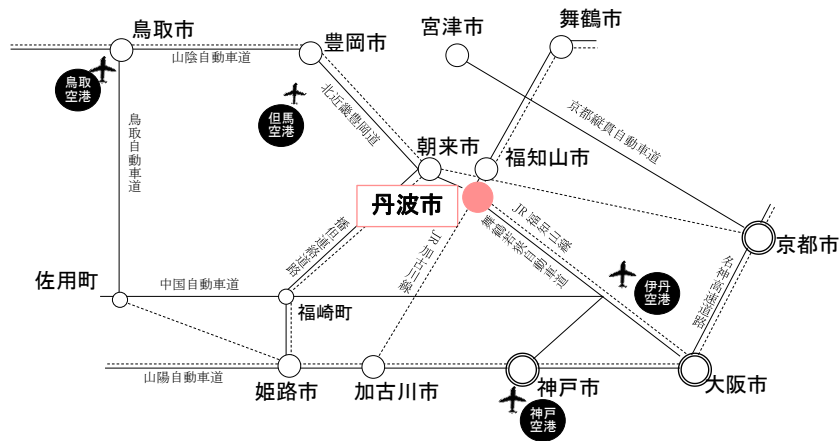 鳥取市
豊岡市
宮津市
舞鶴市
山陰自動車道
鳥取
空港
但馬
空港
北近畿豊岡道
京都縦貫自動車道
鳥取自動車道
朝来市
福知山市
丹波市
播但連絡道路
JR加古川線
JR福知山線
舞鶴若狭自動車道
京都市
名神高速道路
伊丹
空港
佐用町
中国自動車道
福崎町
山陽自動車道
姫路市
加古川市
神戸市
大阪市
神戸
空港